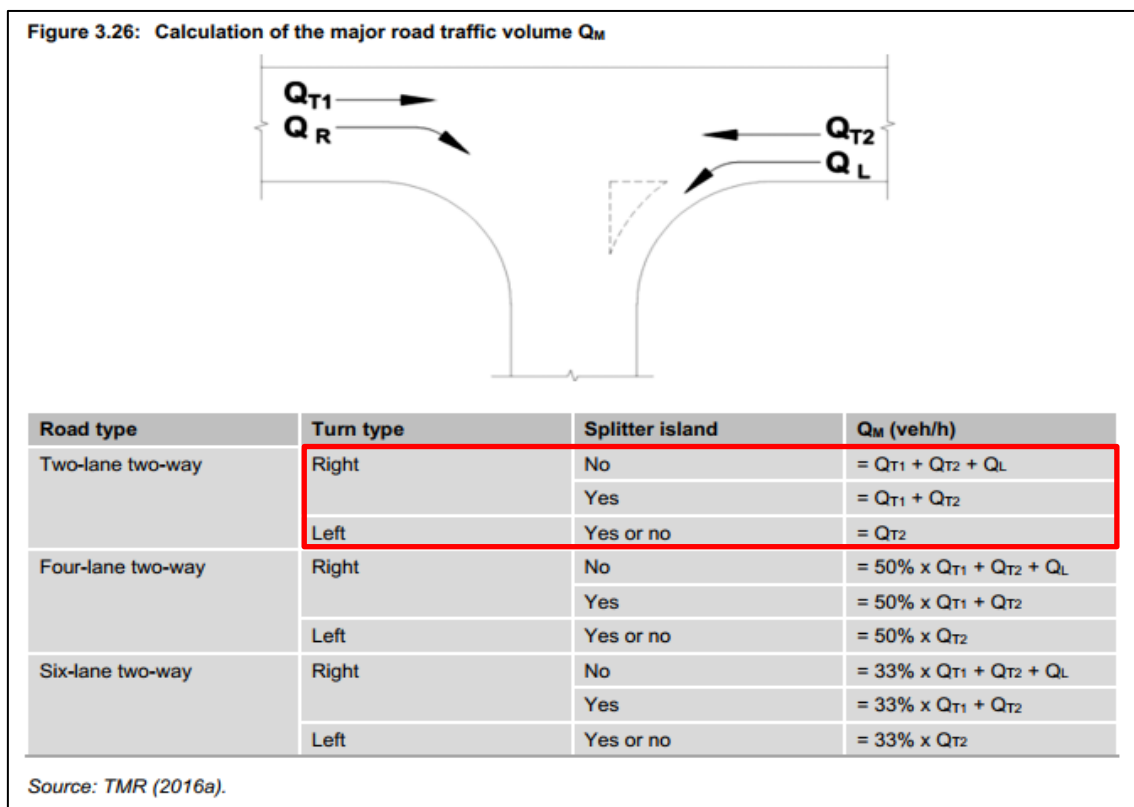 Figure 3.26: Calculation of the major road traffic volume QM
QT1
QR
QT2
QL
Road type Turn type Splitter island QM (veh/h)
Two-lane two-way Right No = QT1 + QT2 + QL
Yes = QT1 + QT2
Left Yes or no = QT2
Four-lane two-way Right No = 50% x QT1 + QT2 + QL
Yes = 50% x QT1 + QT2
Left Yes or no = 50% x QT2
Six-lane two-way Right No = 33% x QT1 + QT2 + QL
Yes = 33% x QT1 + QT2
Left Yes or no = 33% x QT2
Source: TMR (2016a).